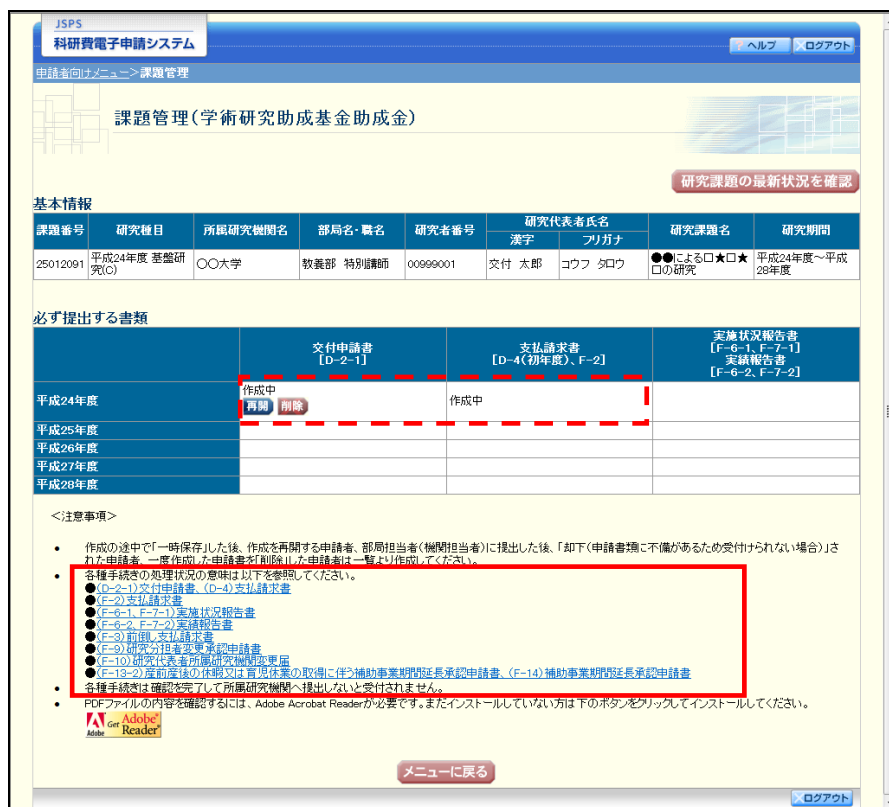 JSPS
科研費電子申請システム
? ヘルプ
ログアウト
申請者向けメニュー>課題管理
課題管理(学術研究助成基金助成金)
研究課題の最新状況を確認
基本情報
課題番号 研究種目 所属研究機関名 部局名・職名 研究者番号 研究代表者氏名 研究課題名 研究期間
漢字 フリガナ
25012091 平成24年度 基盤研究(C) 〇〇大学 教養部 特別講師 00999001 交付 太郎 コウフ タロウ ●●による□★□★□の研究 平成24年度~平成28年度
必ず提出する書類
交付申請書
[D-2-1]
支払請求書
[D-4(初年度)、F-2]
実施状況報告書
[F-6-1、F-7-1]
実績報告書
[F-6-2、F-7-2]
平成24年度
作成中
再開 削除
作成中
平成25年度
平成26年度
平成27年度
平成28年度
<注意事項>
• 作成の途中で「一時保存」した後、作成を再開する申請者、部局担当者(機関担当者)に提出した後、「却下(申請書類に不備があるため受付けられない場合)」さ
れた申請者、一度作成した申請書を「削除」した申請者は一覧より作成してください。
• 各種手続きの処理状況の意味は以下を参照してください。
●(D-2-1)交付申請書、(D-4)支払請求書
●(F-2)支払請求書
●(F-6-1、F-7-1)実施状況報告書
●(F-6-2、F-7-2)実績報告書
●(F-3)前倒し支払請求書
●(F-9)研究分担者変更承認申請書
●(F-10)研究代表者所属研究機関変更届
●(F-13-2)産前産後の休暇又は育児休業の取得に伴う補助事業期間延長承認申請書、(F-14)補助事業期間延長承認申請書
• 各種手続きは確認を完了して所属研究機関へ提出しないと受付されません。
• PDFファイルの内容を確認するには、Adobe Acrobat Readerが必要です。まだインストールしていない方は下のボタンをクリックしてインストールしてください。
Adobe Get Adobe® Reader®
メニューに戻る
ログアウト